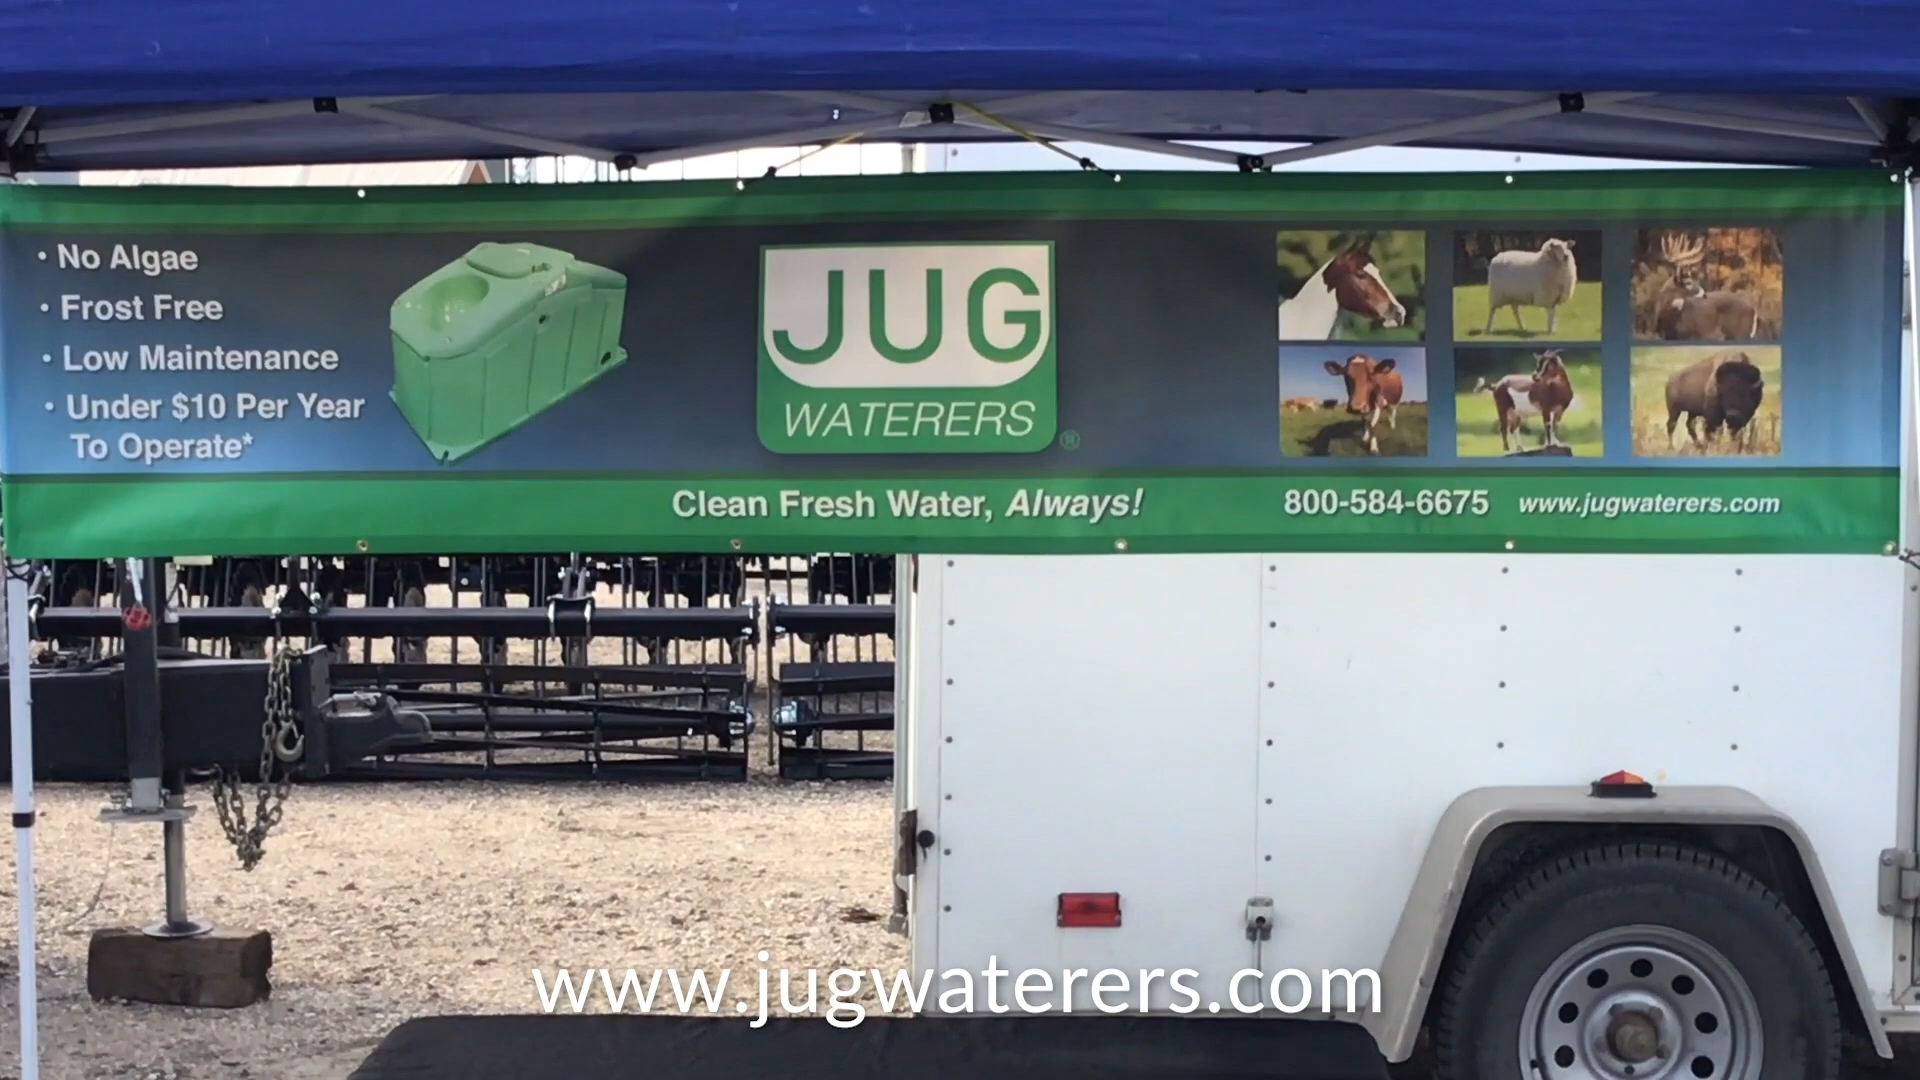 • No Algae
• Frost Free
• Low Maintenance
• Under $10 Per Year
To Operate*
JUG
WATERERS
®
Clean Fresh Water, Always!
800-584-6675 www.jugwaterers.com
www.jugwaterers.com